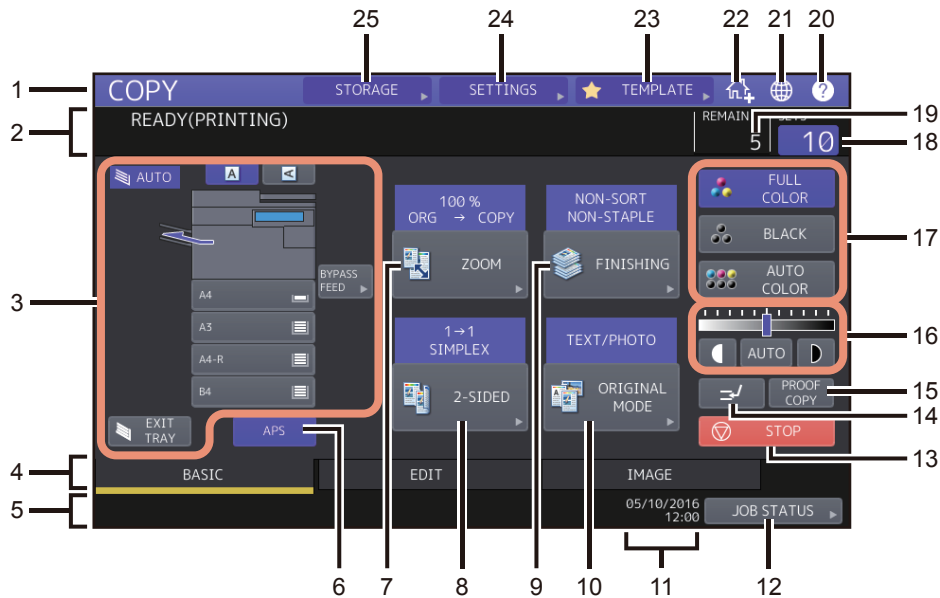 25 24 23 22 21 20
1 COPY STORAGE SETTINGS TEMPLATE ?
2 READY(PRINTING) REMAIN 19
5 10 18
AUTO A A
FULL
COLOR
BLACK 17
AUTO
COLOR
100 %
ORG → COPY
NON-SORT
NON-STAPLE
ZOOM FINISHING
BYPASS
FEED
3 A4
A3
A4-R
B4
1→1
SIMPLEX
TEXT/PHOTO
AUTO 16
2-SIDED ORIGINAL
MODE
PROOF
COPY 15
14
EXIT
TRAY
APS STOP
13
4 BASIC EDIT IMAGE
5 05/10/2016
12:00 JOB STATUS
6 7 8 9 10 11 12